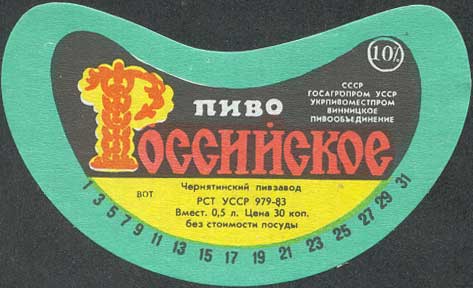 10%
СССР
ГОСАГРОПРОМ УССР
УКРПИВОМЕСТПРОМ
ВИННИЦКОЕ
ПИВООБЪЕДИНЕНИЕ
ПИВО
РОССИЙСКОЕ
ВОТ
Чернятинский пивзавод
РСТ УССР 979-83
Вмест. 0,5 л. Цена 30 коп.
без стоимости посуды
1 3 5 7 9 11 13 15 17 19 21 23 25 27 29 31